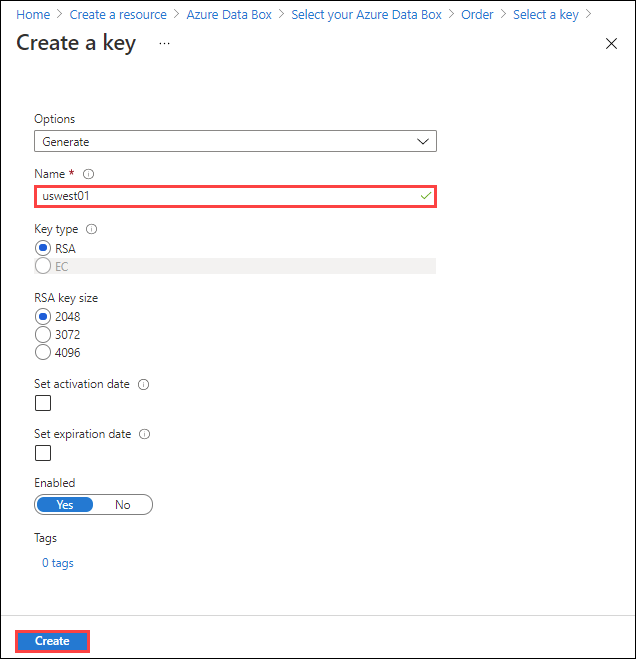 Home > Create a resource > Azure Data Box > Select your Azure Data Box > Order > Select a key >
Create a key ...
Options
Generate
Name *
uswest01
Key type
RSA
EC
RSA key size
2048
3072
4096
Set activation date
Set expiration date
Enabled
Yes No
Tags
0 tags
Create